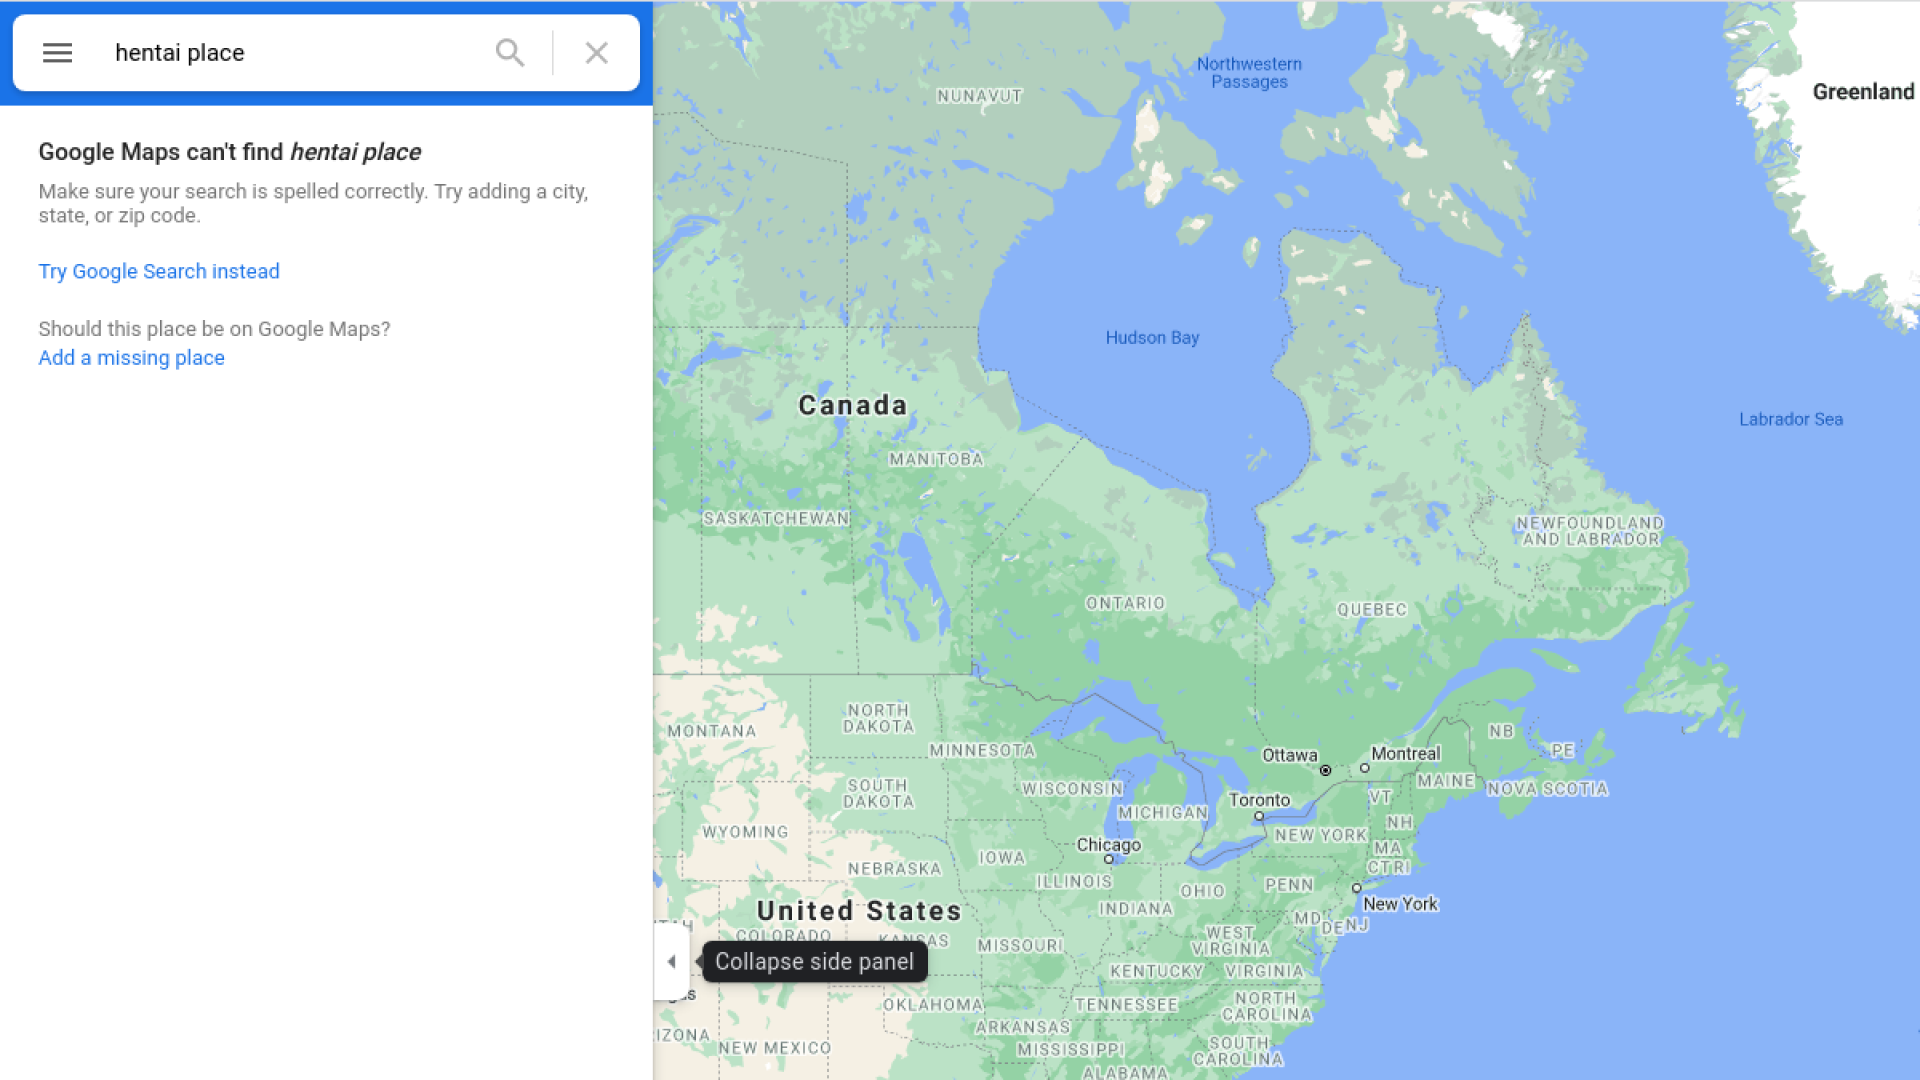 hentai place
Google Maps can't find hentai place
Make sure your search is spelled correctly. Try adding a city,
state, or zip code.
Try Google Search instead
Should this place be on Google Maps?
Add a missing place
Northwestern
Passages
Greenland
NUNAVUT
Hudson Bay
Canada
Labrador Sea
MANITOBA
SASKATCHEWAN
NEWFOUNDLAND
AND LABRADOR
ONTARIO
QUEBEC
NORTH
DAKOTA
MONTANA
MINNESOTA
NB
PE
Ottawa
Montreal
MAINE
NOVA SCOTIA
SOUTH
DAKOTA
WISCONSIN
MICHIGAN
Toronto
VT
NH
WYOMING
NEW YORK
Chicago
MA
CT
RI
NEBRASKA
IOWA
ILLINOIS
OHIO
PENN
New York
INDIANA
United States
MD
DE
NJ
COLORADO
KANSAS
MISSOURI
WEST
VIRGINIA
Collapse side panel
KENTUCKY
VIRGINIA
OKLAHOMA
TENNESSEE
NORTH
CAROLINA
ARKANSAS
IZONA
NEW MEXICO
MISSISSIPPI
SOUTH
CAROLINA
ALABAMA